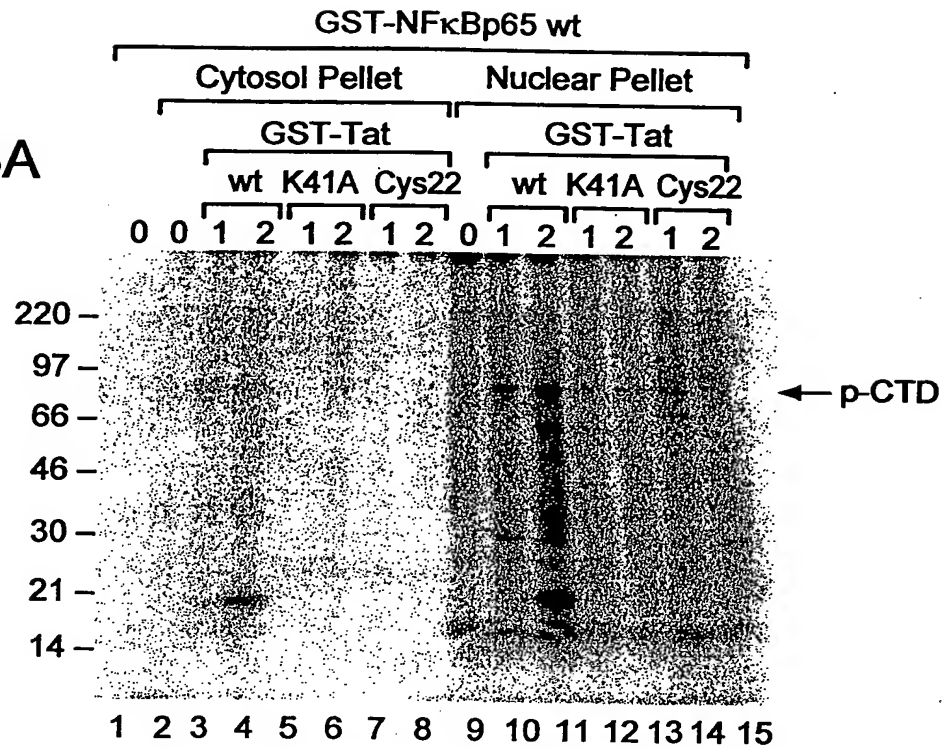 GST-NFκBp65 wt
Cytosol Pellet Nuclear Pellet
GST-Tat GST-Tat
A
wt K41A Cys22 wt K41A Cys22
0 0 1 2 1 2 1 2 0 1 2 1 2 1 2
220
97
p-CTD
66
46
30
21
14
1 2 3 4 5 6 7 8 9 10 11 12 13 14 15